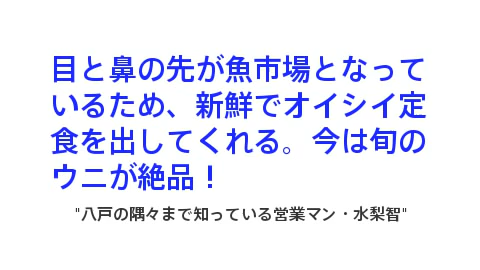 目と鼻の先が魚市場となって
いるため、新鮮でオイシイ定
食を出してくれる。今は旬の
ウニが絶品！
"八戸の隅々まで知っている営業マン・水梨智"